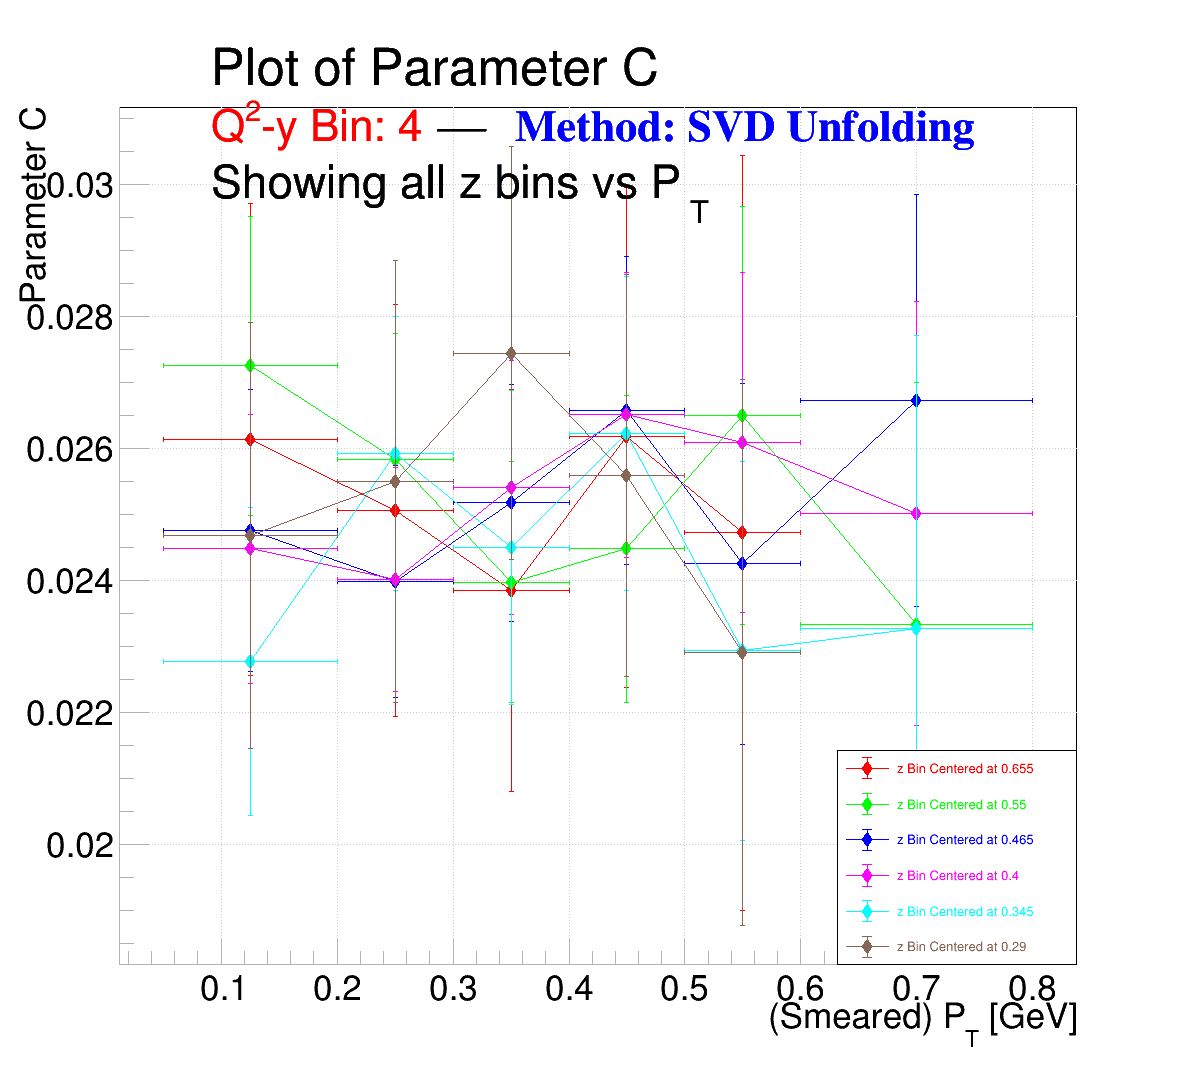 Plot of Parameter C
Q²-y Bin: 4 — Method: SVD Unfolding
Showing all z bins vs P_T
Parameter C
0.03
0.028
0.026
0.024
0.022
0.02
z Bin Centered at 0.655
z Bin Centered at 0.55
z Bin Centered at 0.465
z Bin Centered at 0.4
z Bin Centered at 0.345
z Bin Centered at 0.29
0.1 0.2 0.3 0.4 0.5 0.6 0.7 0.8
(Smeared) P_T [GeV]